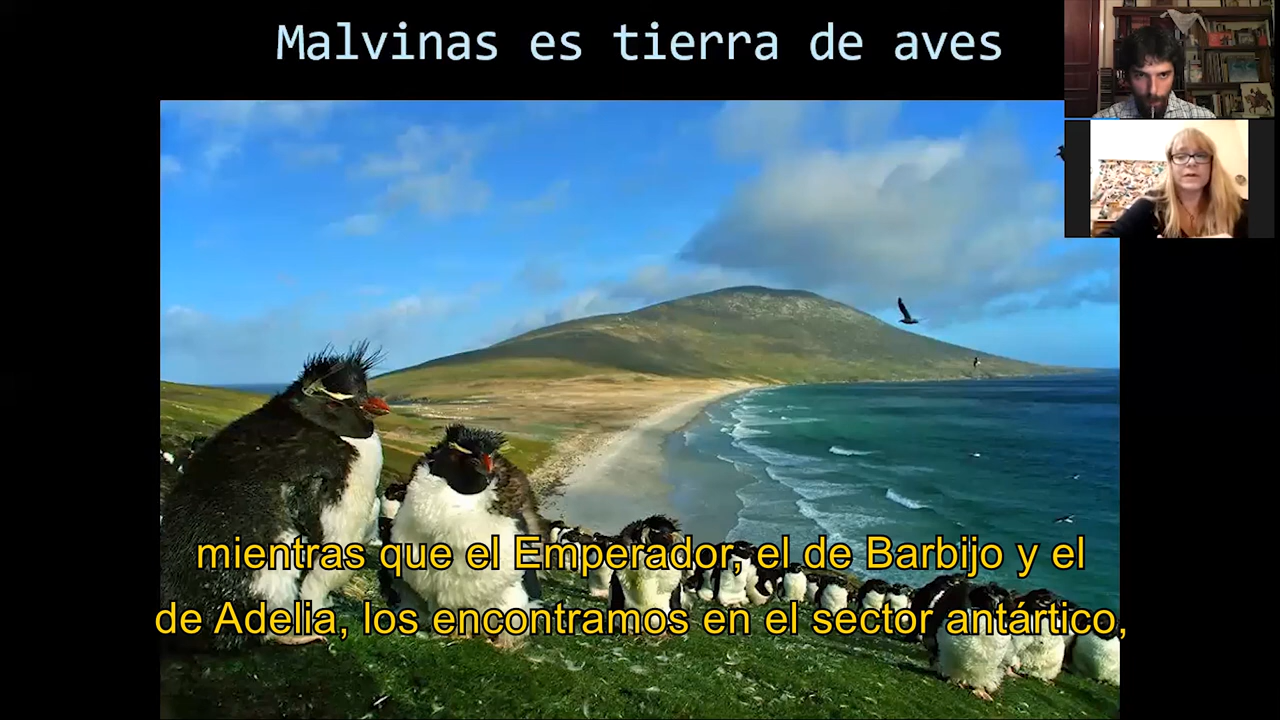 Malvinas es tierra de aves
mientras que el Emperador, el de Barbijo y el
de Adelia, los encontramos en el sector antártico,